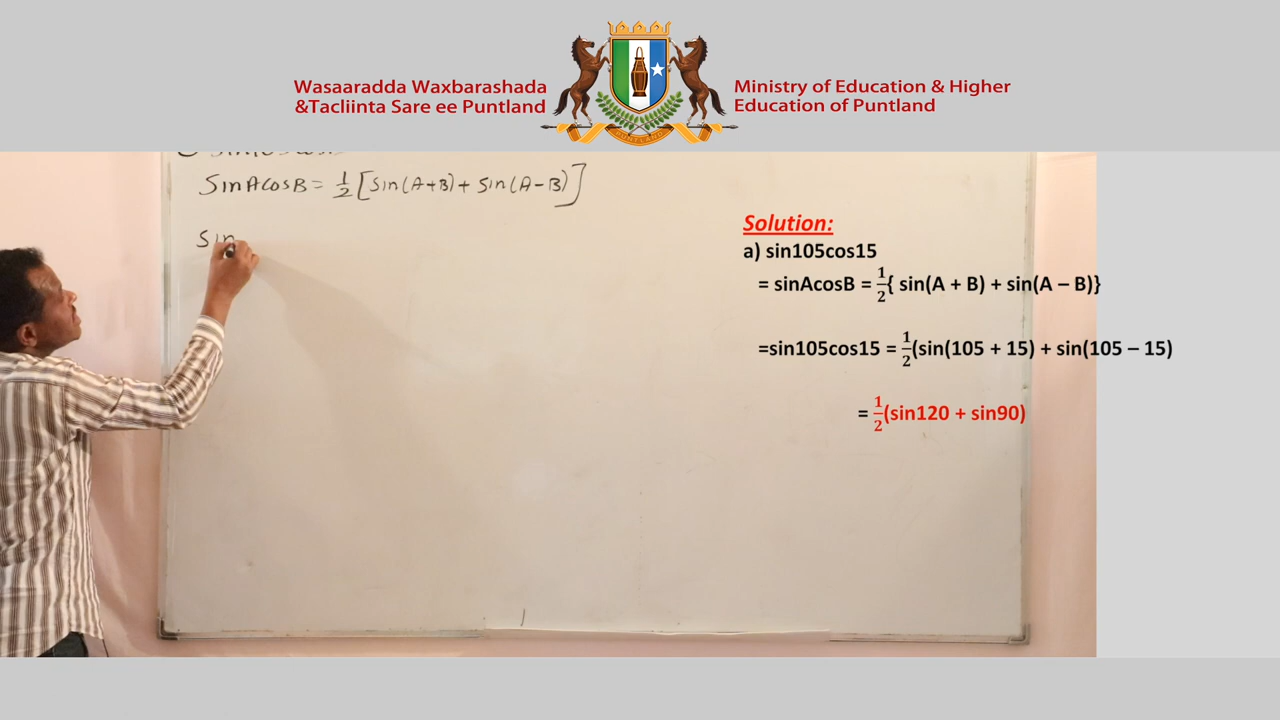 Wasaaradda Waxbarashada
&Tacliinta Sare ee Puntland
Ministry of Education & Higher
Education of Puntland
PUNTLAND
SinAcosB = 1/2 [Sin(A+B) + Sin(A-B)]
Sin
Solution:
a) sin105cos15
= sinAcosB = 1/2{ sin(A + B) + sin(A – B)}
=sin105cos15 = 1/2(sin(105 + 15) + sin(105 – 15)
= 1/2(sin120 + sin90)